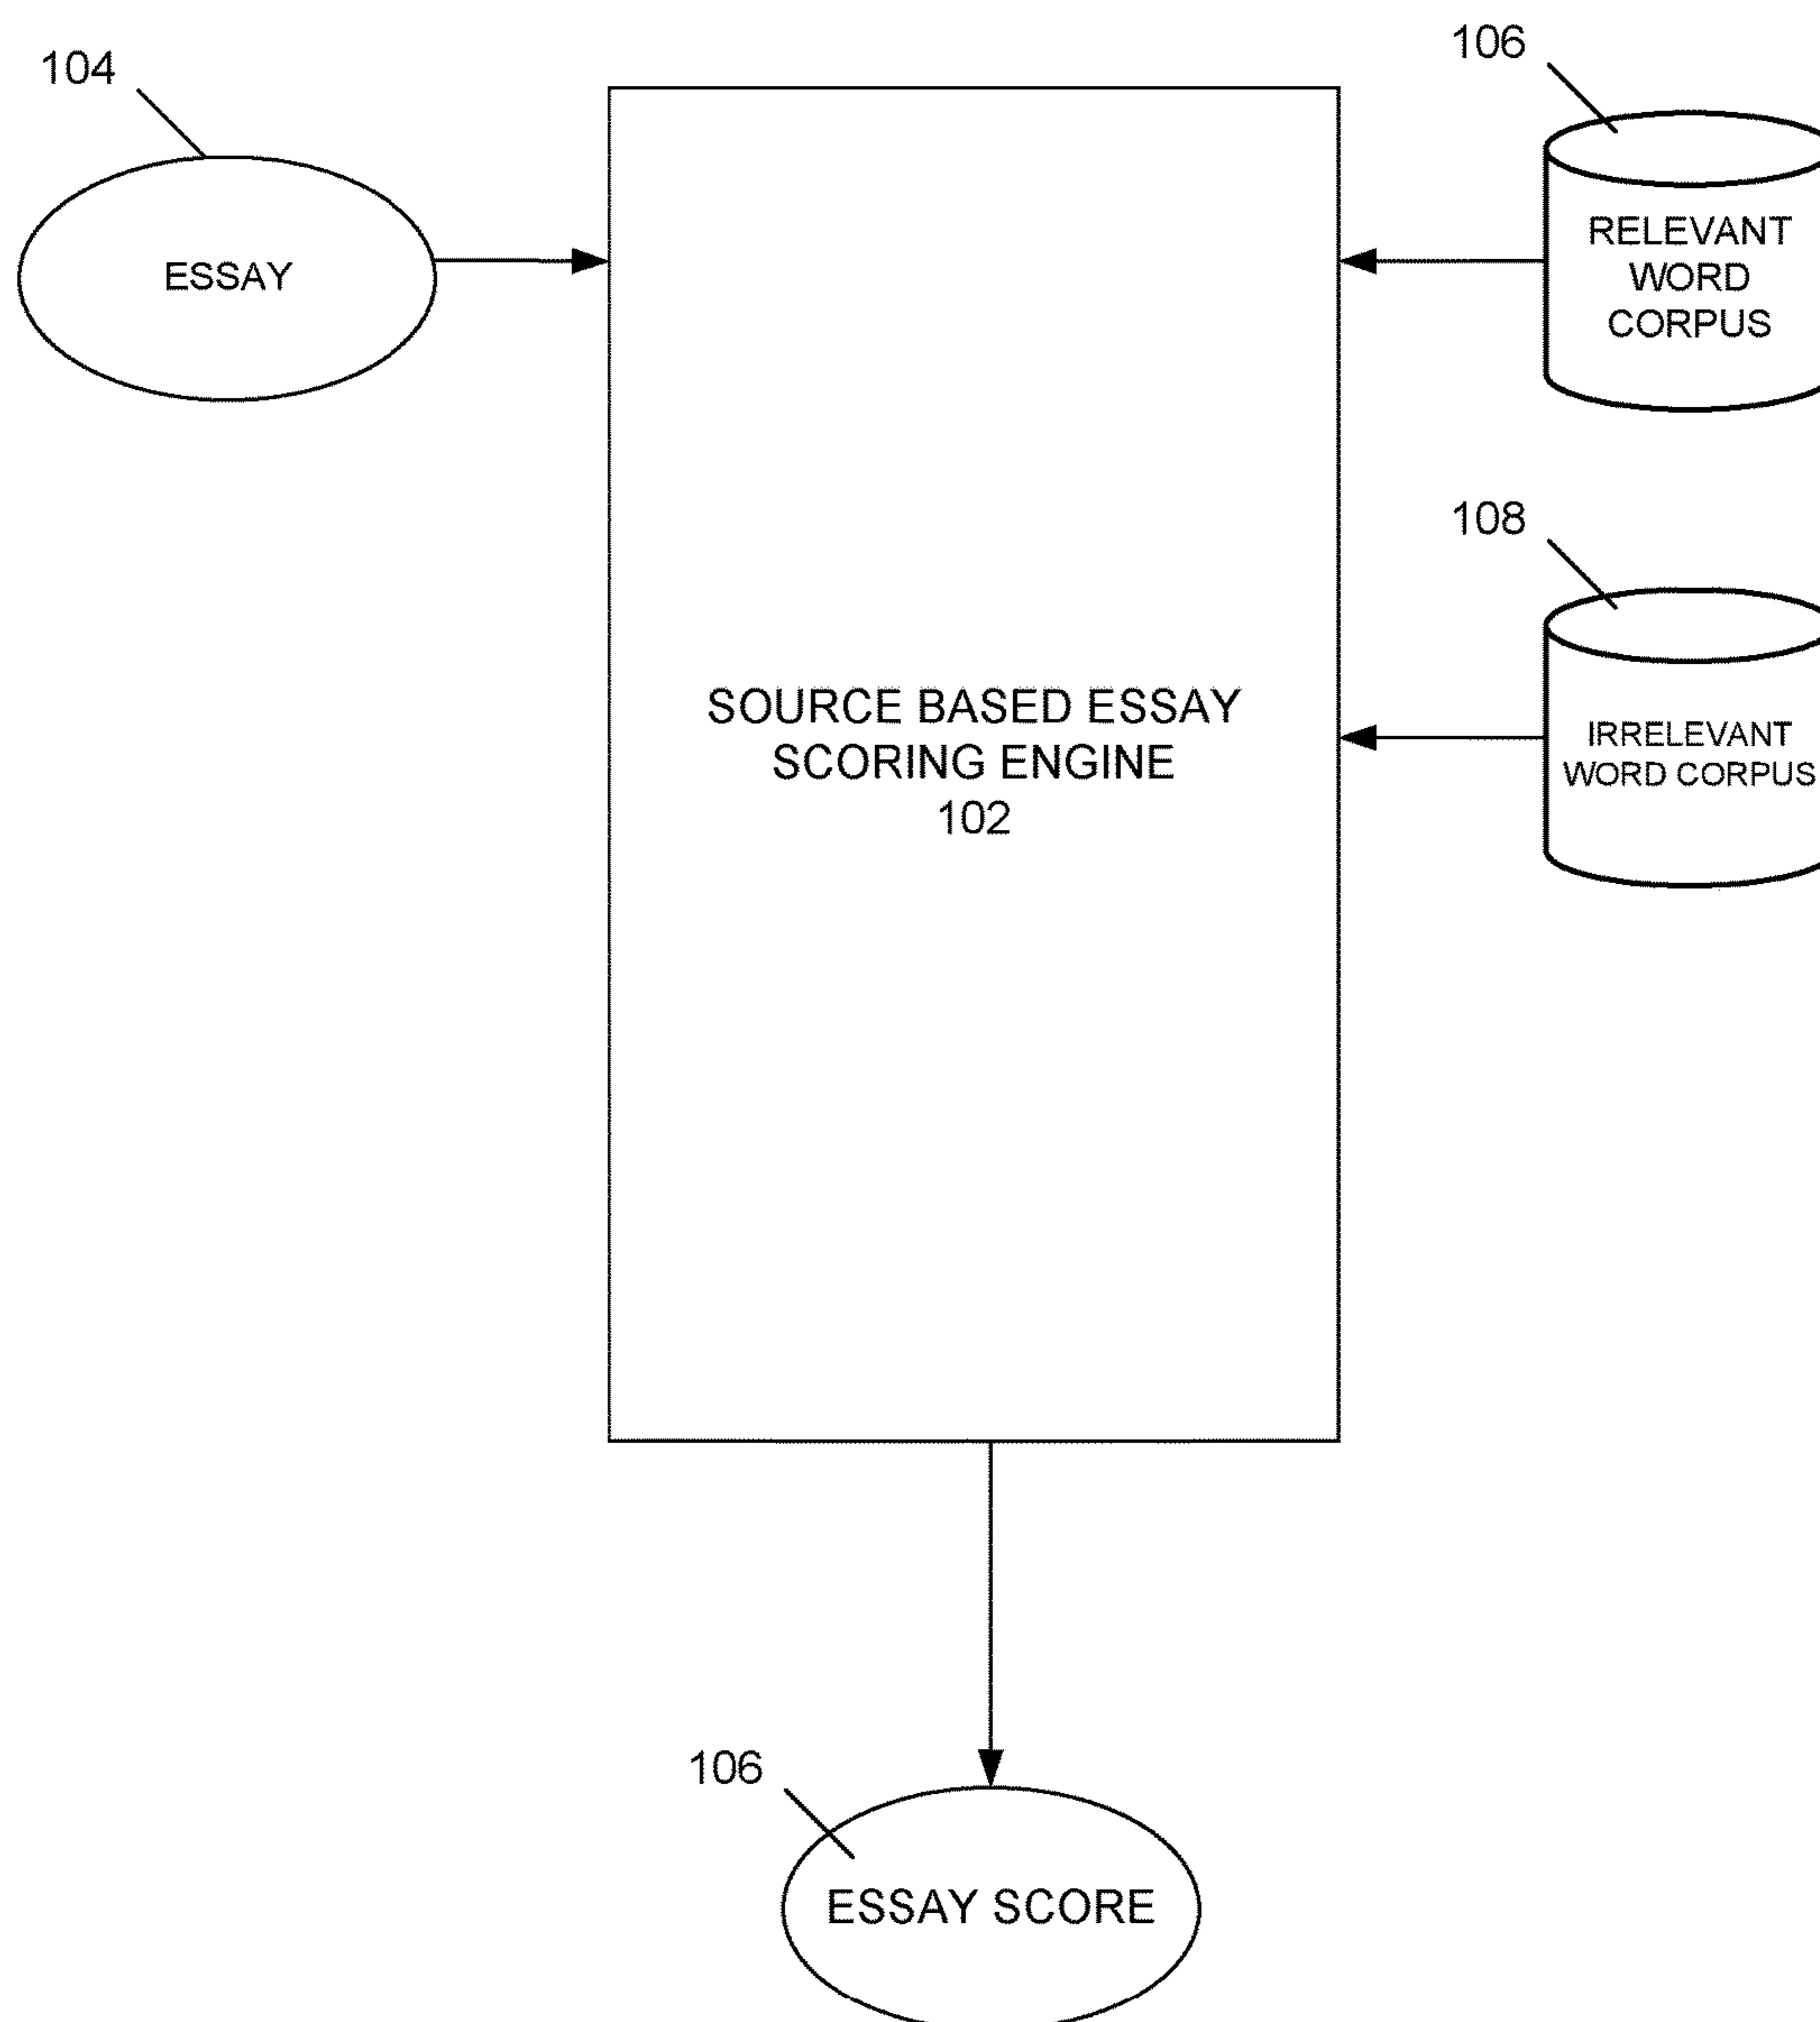 104
ESSAY
106
RELEVANT
WORD
CORPUS
108
IRRELEVANT
WORD CORPUS
SOURCE BASED ESSAY
SCORING ENGINE
102
106
ESSAY SCORE